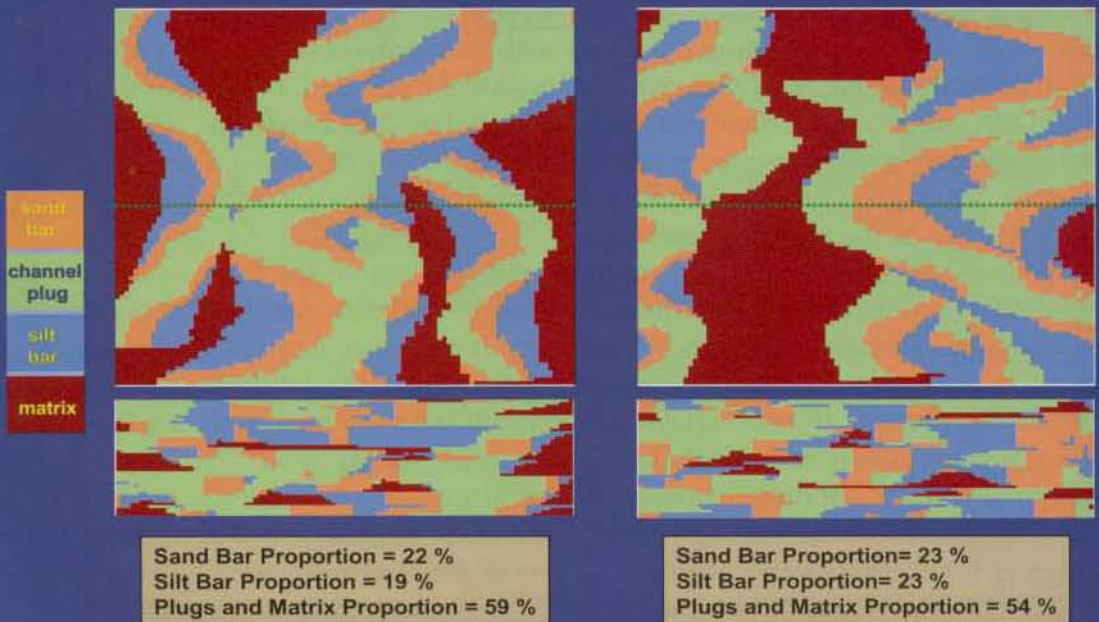 sand
bar
channel
plug
silt
bar
matrix
Sand Bar Proportion = 22 %
Silt Bar Proportion = 19 %
Plugs and Matrix Proportion = 59 %
Sand Bar Proportion= 23 %
Silt Bar Proportion= 23 %
Plugs and Matrix Proportion = 54 %